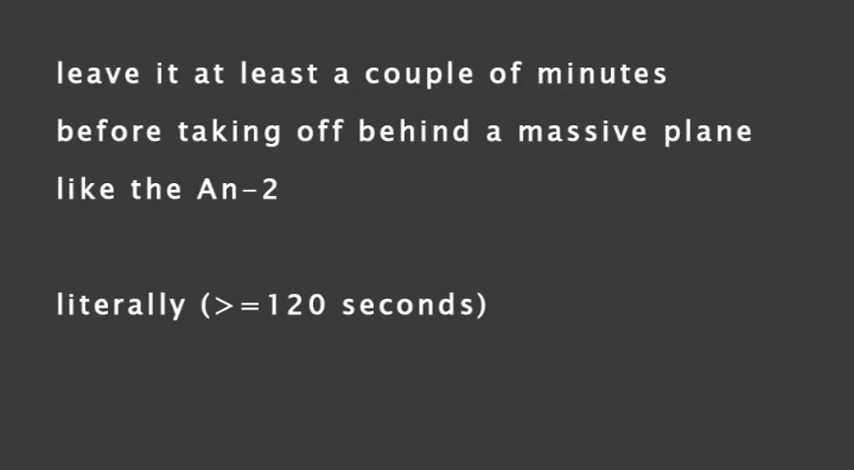 leave it at least a couple of minutes
before taking off behind a massive plane
like the An-2
literally (>=120 seconds)